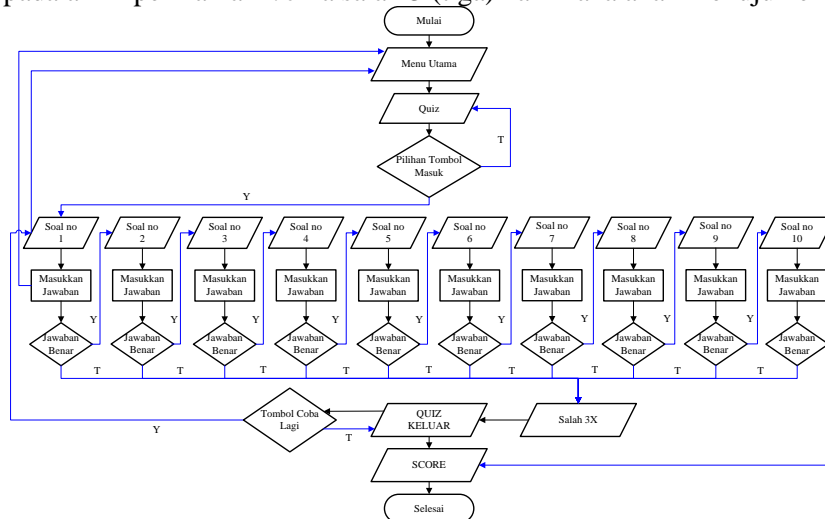 Mulai
Menu Utama
Quiz
T
Pilihan Tombol
Masuk
Y
Soal no
1
Soal no
2
Soal no
3
Soal no
4
Soal no
5
Soal no
6
Soal no
7
Soal no
8
Soal no
9
Soal no
10
Masukkan
Jawaban
Masukkan
Jawaban
Masukkan
Jawaban
Masukkan
Jawaban
Masukkan
Jawaban
Masukkan
Jawaban
Masukkan
Jawaban
Masukkan
Jawaban
Masukkan
Jawaban
Masukkan
Jawaban
Y
Y
Y
Y
Y
Y
Y
Y
Y
Jawaban
Benar
Jawaban
Benar
Jawaban
Benar
Jawaban
Benar
Jawaban
Benar
Jawaban
Benar
Jawaban
Benar
Jawaban
Benar
Jawaban
Benar
Jawaban
Benar
T
T
T
T
T
T
T
T
T
Tombol Coba
Lagi
QUIZ
KELUAR
Salah 3X
Y
T
SCORE
Selesai